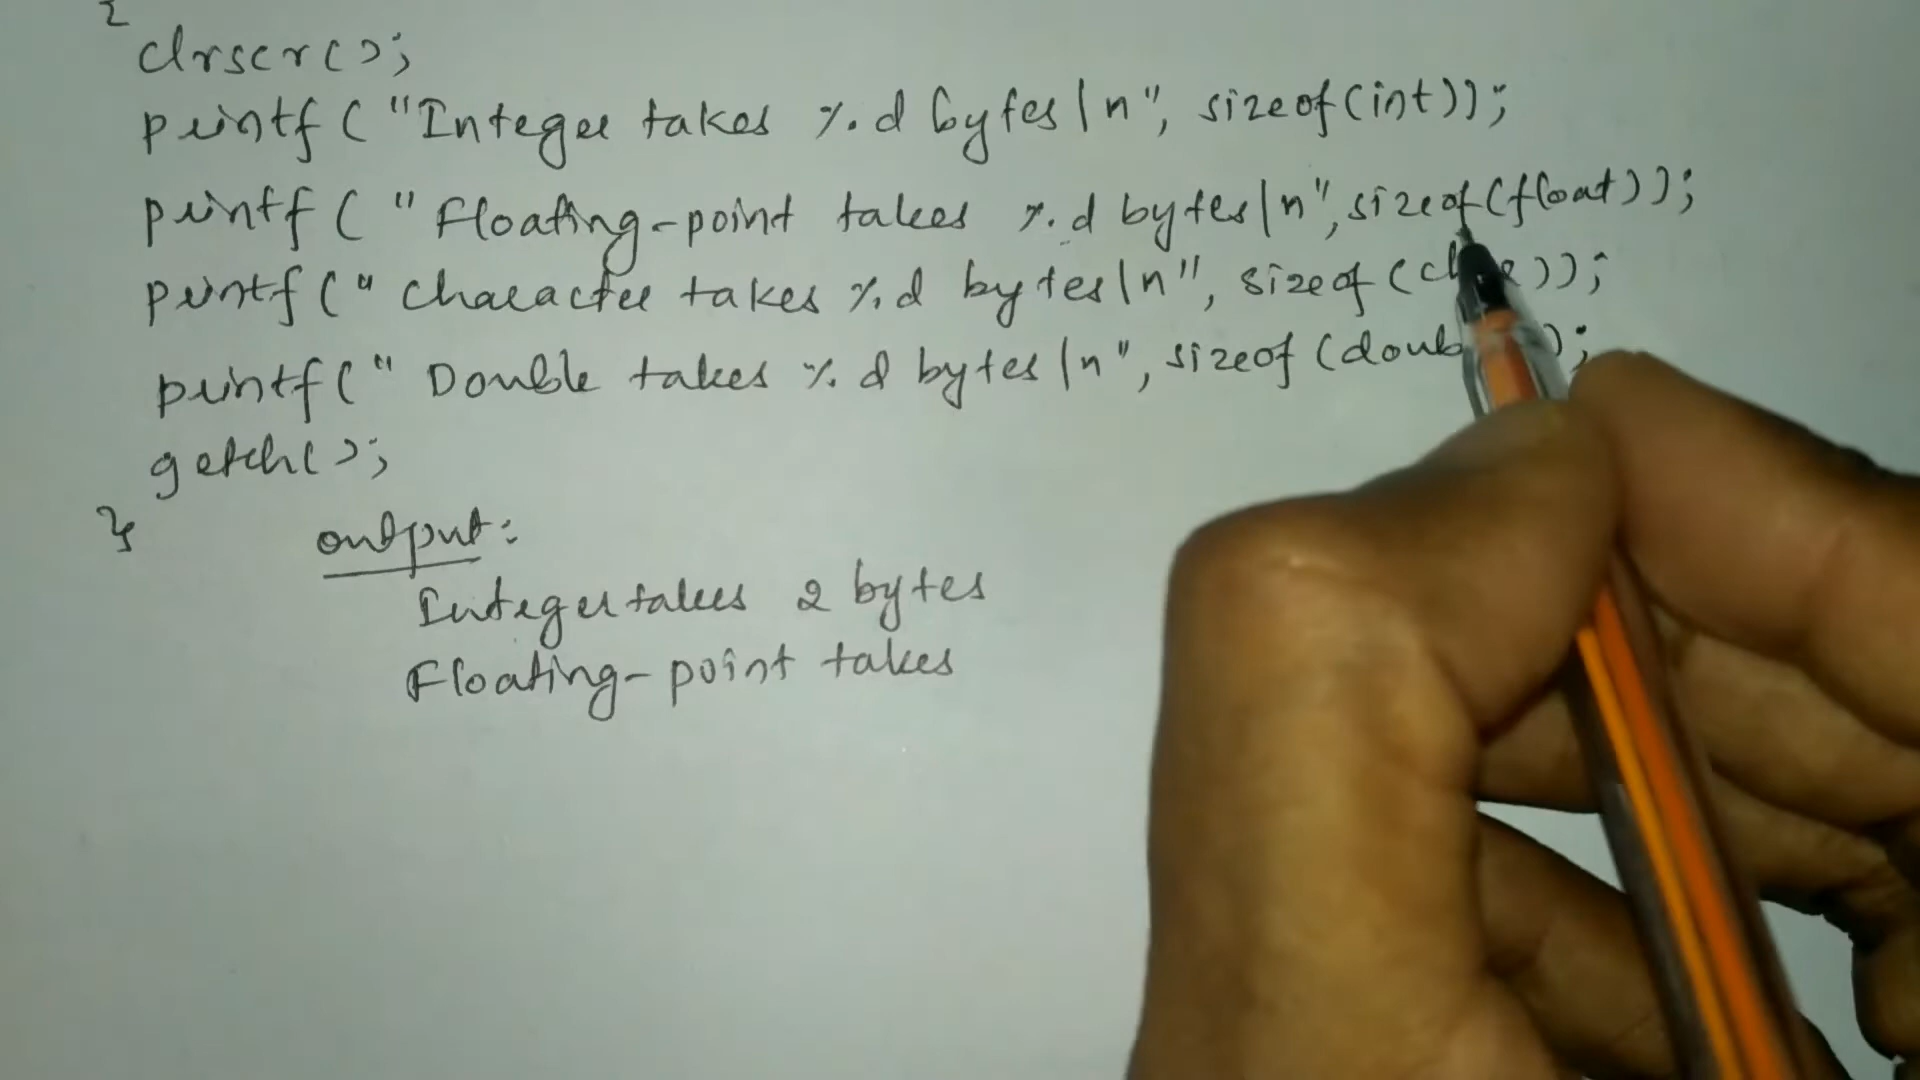 {
clrscr();
printf("Integer takes %d bytes\n", sizeof(int));
printf("Floating-point takes %d bytes\n", sizeof(float));
printf("Character takes %d bytes\n", sizeof(char));
printf("Double takes %d bytes\n", sizeof(doub );
getch();
}
output:
Integer takes 2 bytes
Floating-point takes